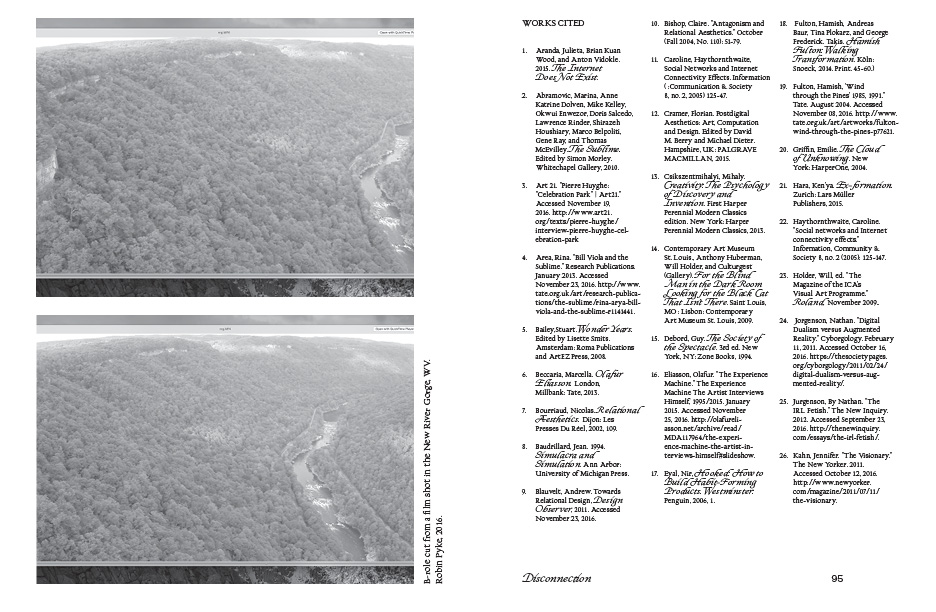 mg.MP4
Open with QuickTime Pl
mg.MP4
Open with QuickTime Player
B-role cut from a film shot in the New River Gorge, WV.
Robin Pyke, 2016.
WORKS CITED
1. Aranda, Julieta, Brian Kuan
Wood, and Anton Vidokle.
2015. The Internet
Does Not Exist.
2. Abramovic, Marina, Anne
Katrine Dolven, Mike Kelley,
Okwui Enwezor, Doris Salcedo,
Lawrence Rinder, Shirazeh
Houshiary, Marco Belpoliti,
Gene Ray, and Thomas
McEvilley. The Sublime.
Edited by Simon Morley.
Whitechapel Gallery, 2010.
3. Art 21. "Pierre Huyghe:
"Celebration Park" | Art21."
Accessed November 19,
2016. http://www.art21.
org/texts/pierre-huyghe/
interview-pierre-huyghe-cel-
ebration-park
4. Area, Rina. "Bill Viola and the
Sublime." Research Publications.
January 2013. Accessed
November 23, 2016. http://www.
tate.org.uk/art/research-publica-
tions/the-sublime/rina-arya-bill-
viola-and-the-sublime-r1141441.
5. Bailey,Stuart. Wonder Years.
Edited by Lisette Smits.
Amsterdam: Roma Publications
and ArtEZ Press, 2008.
6. Beccaria, Marcella. Olafur
Eliasson. London,
Millbank: Tate, 2013.
7. Bourriaud, Nicolas. Relational
Aesthetics. Dijon: Les
Presses Du Réel, 2002, 109.
8. Baudrillard, Jean. 1994.
Simulacra and
Simulation. Ann Arbor:
University of Michigan Press.
9. Blauvelt, Andrew. Towards
Relational Design, Design
Observer, 2011. Accessed
November 23, 2016.
10. Bishop, Claire. "Antagonism and
Relational Aesthetics." October
(Fall 2004, No. 110): 51-79.
11. Caroline, Haythornthwaite,
Social Networks and Internet
Connectivity Effects. Information
( :Communication & Society
8, no. 2, 2005) 125-47.
12. Cramer, Florian. Postdigital
Aesthetics: Art, Computation
and Design. Edited by David
M. Berry and Michael Dieter.
Hampshire, UK: PALGRAVE
MACMILLAN, 2015.
13. Csikszentmihalyi, Mihaly.
Creativity: The Psychology
of Discovery and
Invention. First Harper
Perennial Modern Classics
edition. New York: Harper
Perennial Modern Classics, 2013.
14. Contemporary Art Museum
St. Louis., Anthony Huberman,
Will Holder, and Culturgest
(Gallery). For the Blind
Man in the Dark Room
Looking for the Black Cat
That Isn't There. Saint Louis,
MO : Lisbon: Contemporary
Art Museum St. Louis, 2009.
15. Debord, Guy. The Society of
the Spectacle. 3rd ed. New
York, NY: Zone Books, 1994.
16. Eliasson, Olafur. "The Experience
Machine." The Experience
Machine The Artist Interviews
Himself, 1995/2015. January
2015. Accessed November
25, 2016. http://olafureli-
asson.net/archive/read/
MDA117964/the-experi-
ence-machine-the-artist-in-
terviews-himself#slideshow.
17. Eyal, Nir. Hooked: How to
Build Habit-Forming
Products. Westminster:
Penguin, 2006, 1.
18. Fulton, Hamish, Andreas
Baur, Tina Plokarz, and George
Frederick. Takis. Hamish
Fulton: Walking
Transformation. Köln:
Snoeck, 2014. Print. 45-60.)
19. Fulton, Hamish, 'Wind
through the Pines' 1985, 1991."
Tate. August 2004. Accessed
November 08, 2016. http://www.
tate.org.uk/art/artworks/fulton-
wind-through-the-pines-p77621.
20. Griffin, Emilie. The Cloud
of Unknowing. New
York: HarperOne, 2004.
21. Hara, Ken'ya. Ex-formation.
Zurich: Lars Müller
Publishers, 2015.
22. Haythornthwaite, Caroline.
"Social networks and Internet
connectivity effects."
Information, Community &
Society 8, no. 2 (2005): 125-147.
23. Holder, Will, ed. "The
Magazine of the ICA's
Visual Art Programme."
Roland, November 2009.
24. Jorgenson, Nathan. "Digital
Dualism versus Augmented
Reality." Cyborgology. February
11, 2011. Accessed October 16,
2016. https://thesocietypages.
org/cyborgology/2011/02/24/
digital-dualism-versus-aug-
mented-reality/.
25. Jurgenson, By Nathan. "The
IRL Fetish." The New Inquiry.
2012. Accessed September 23,
2016. http://thenewinquiry.
com/essays/the-irl-fetish/.
26. Kahn, Jennifer. "The Visionary."
The New Yorker. 2011.
Accessed October 12, 2016.
http://www.newyorker.
com/magazine/2011/07/11/
the-visionary.
Disconnection
95